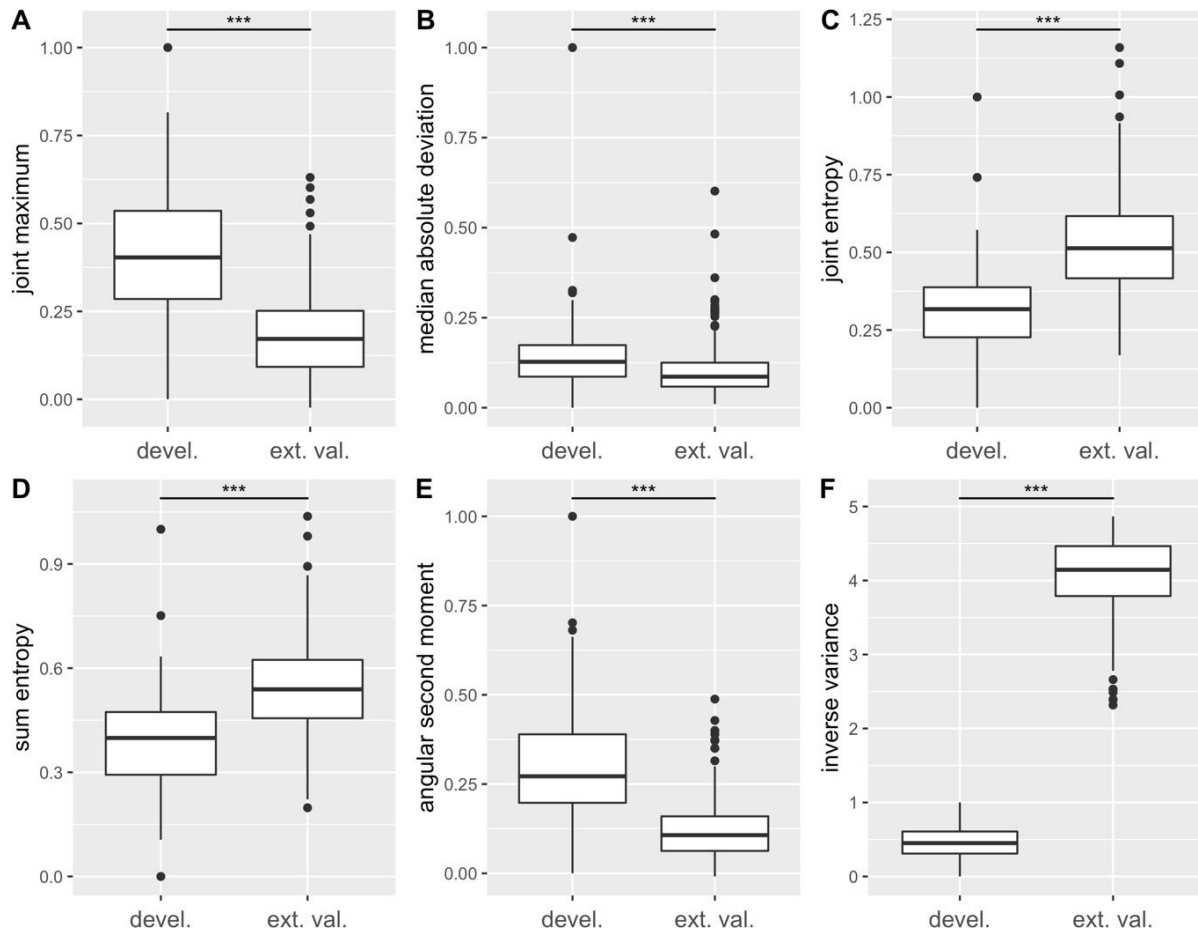 A
***
joint maximum
1.00
0.75
0.50
0.25
0.00
devel.
ext. val.
B
***
median absolute deviation
1.00
0.75
0.50
0.25
0.00
devel.
ext. val.
C
***
joint entropy
1.25
1.00
0.75
0.50
0.25
0.00
devel.
ext. val.
D
***
sum entropy
0.9
0.6
0.3
0.0
devel.
ext. val.
E
***
angular second moment
1.00
0.75
0.50
0.25
0.00
devel.
ext. val.
F
***
inverse variance
5
4
3
2
1
0
devel.
ext. val.